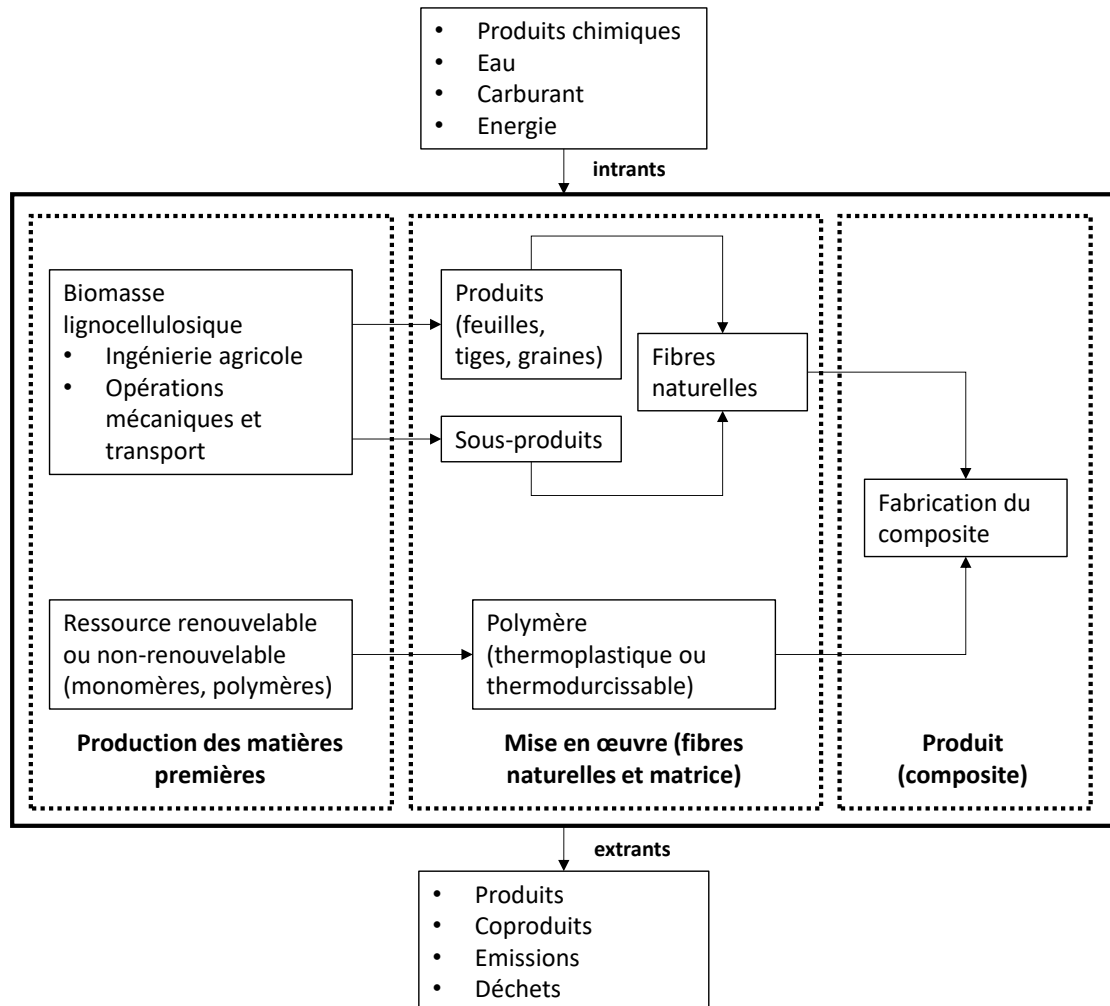 • Produits chimiques
• Eau
• Carburant
• Energie
intrants
Biomasse
lignocellulosique
• Ingénierie agricole
• Opérations
mécaniques et
transport
Produits
(feuilles,
tiges, graines)
Sous-produits
Fibres
naturelles
Fabrication du
composite
Ressource renouvelable
ou non-renouvelable
(monomères, polymères)
Polymère
(thermoplastique ou
thermodurcissable)
Production des matières
premières
Mise en œuvre (fibres
naturelles et matrice)
Produit
(composite)
extrants
• Produits
• Coproduits
• Emissions
• Déchets